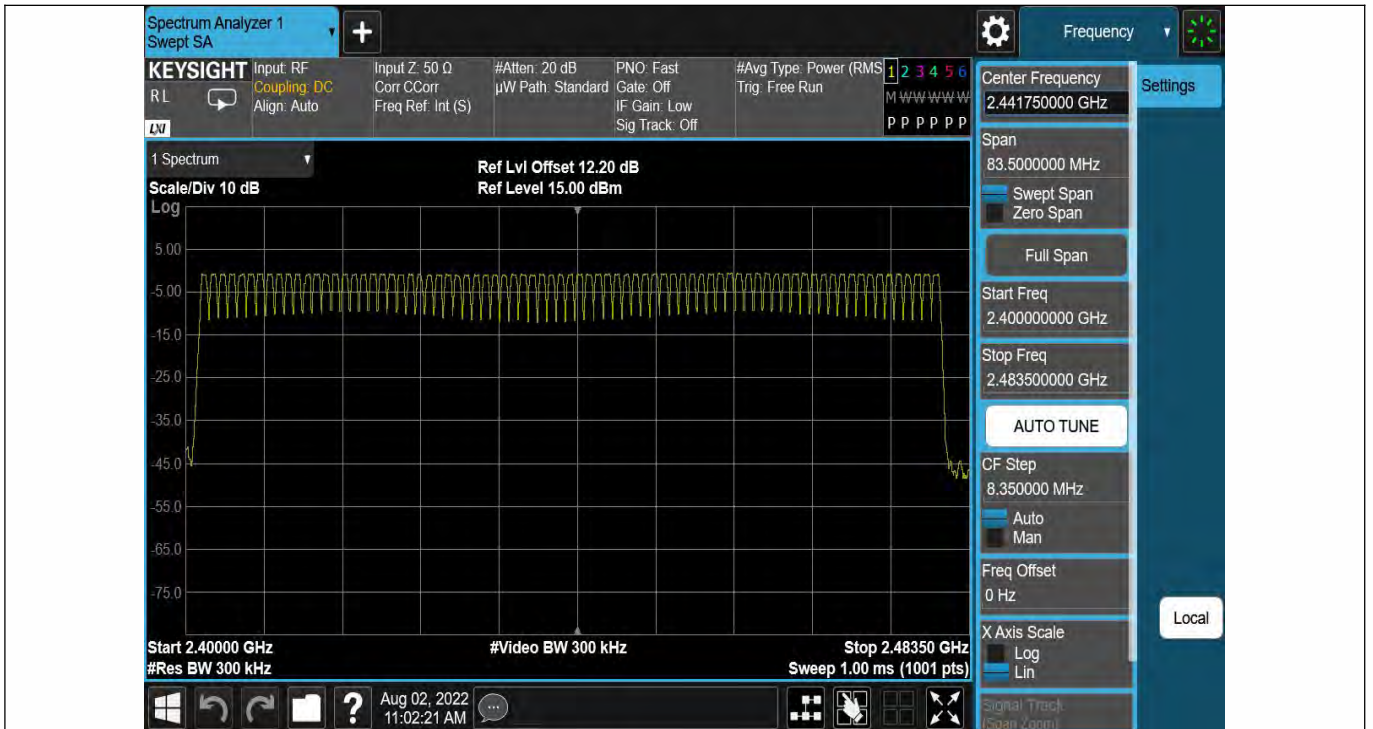 Spectrum Analyzer 1
Swept SA
+
Frequency
KEYSIGHT
R L
LXI
Input: RF
Coupling: DC
Align: Auto
Input Z: 50 Ω
Corr CCorr
Freq Ref: Int (S)
#Atten: 20 dB
µW Path: Standard
PNO: Fast
Gate: Off
IF Gain: Low
Sig Track: Off
#Avg Type: Power (RMS
Trig: Free Run
1 2 3 4 5 6
M W W W W W
P P P P P P
1 Spectrum
Scale/Div 10 dB
Log
Ref Lvl Offset 12.20 dB
Ref Level 15.00 dBm
5.00
-5.00
-15.0
-25.0
-35.0
-45.0
-55.0
-65.0
-75.0
Start 2.40000 GHz
#Res BW 300 kHz
#Video BW 300 kHz
Stop 2.48350 GHz
Sweep 1.00 ms (1001 pts)
?
Aug 02, 2022
11:02:21 AM
Center Frequency
2.441750000 GHz
Settings
Span
83.5000000 MHz
Swept Span
Zero Span
Full Span
Start Freq
2.400000000 GHz
Stop Freq
2.483500000 GHz
AUTO TUNE
CF Step
8.350000 MHz
Auto
Man
Freq Offset
0 Hz
X Axis Scale
Log
Lin
Local
Signal Track
(Span Zoom)